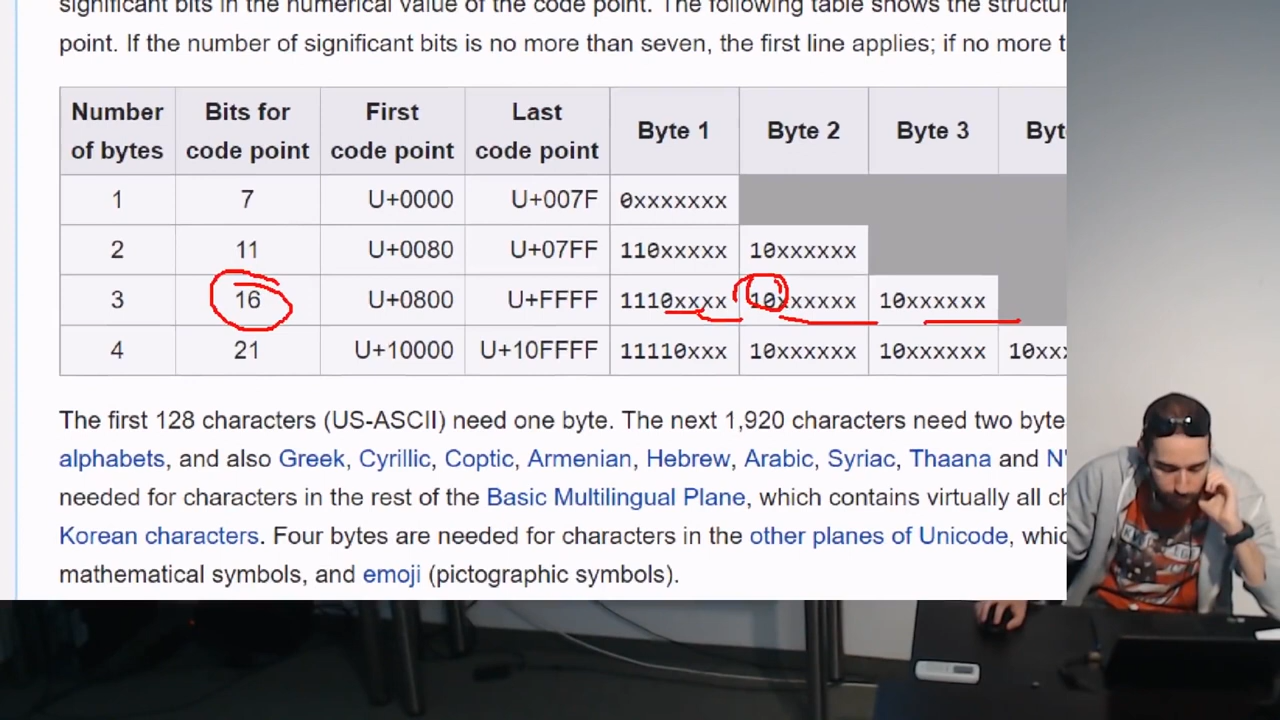 significant bits in the numerical value of the code point. The following table shows the
point. If the number of significant bits is no more than seven, the first line applies; if no more
Number of bytes Bits for code point First code point Last code point Byte 1 Byte 2 Byte 3
1 7 U+0000 U+007F 0xxxxxxx
2 11 U+0080 U+07FF 110xxxxx 10xxxxxx
3 16 U+0800 U+FFFF 1110xxxx 10xxxxxx 10xxxxxx
4 21 U+10000 U+10FFFF 11110xxx 10xxxxxx 10xxxxxx 10xxx
The first 128 characters (US-ASCII) need one byte. The next 1,920 characters need two byte
alphabets, and also Greek, Cyrillic, Coptic, Armenian, Hebrew, Arabic, Syriac, Thaana and N'
needed for characters in the rest of the Basic Multilingual Plane, which contains virtually all
Korean characters. Four bytes are needed for characters in the other planes of Unicode,
mathematical symbols, and emoji (pictographic symbols).